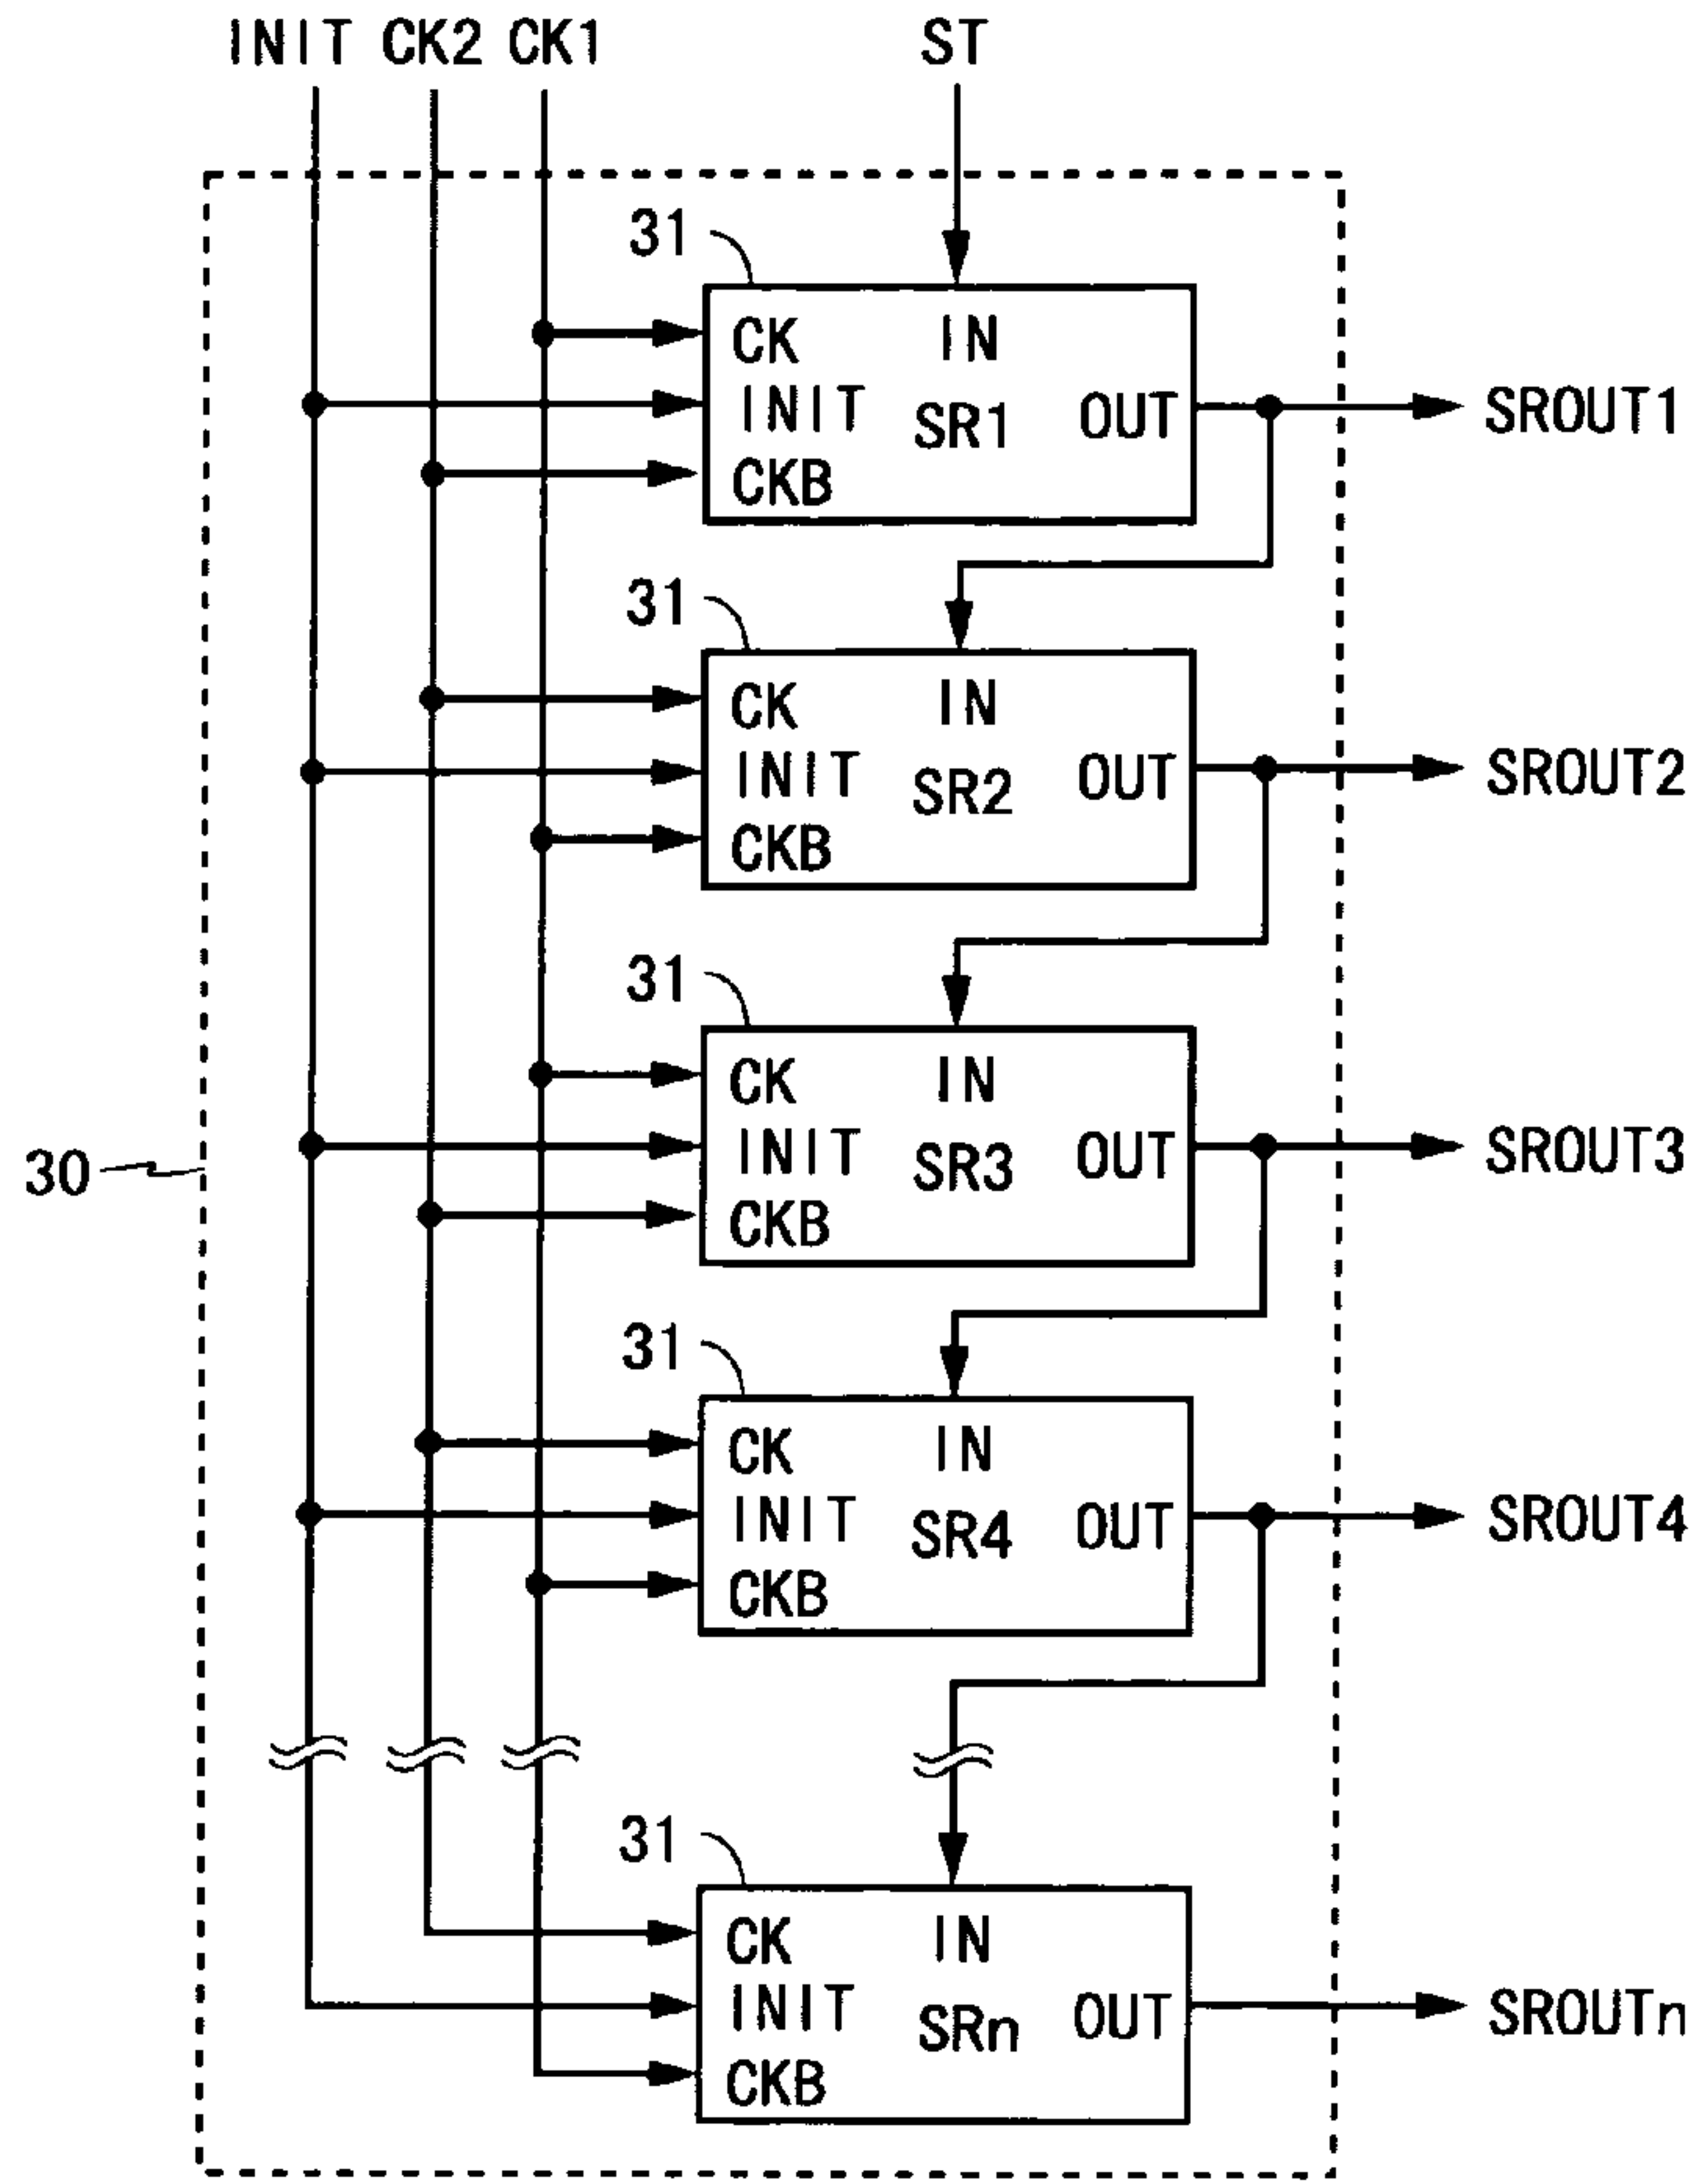 INIT CK2 CK1 ST
31
CK IN
INIT SR1 OUT SROUT1
CKB
31
CK IN
INIT SR2 OUT SROUT2
CKB
31
CK IN
30 INIT SR3 OUT SROUT3
CKB
31
CK IN
INIT SR4 OUT SROUT4
CKB
31
CK IN
INIT SRn OUT SROUTn
CKB